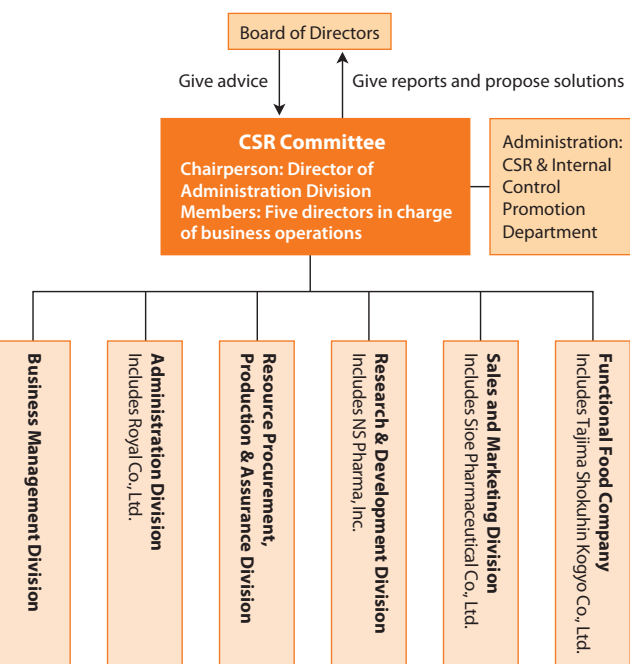 Board of Directors
Give advice
Give reports and propose solutions
CSR Committee
Chairperson: Director of
Administration Division
Members: Five directors in charge
of business operations
Administration:
CSR & Internal
Control
Promotion
Department
Business Management Division
Administration Division
Includes Royal Co., Ltd.
Resource Procurement,
Production & Assurance Division
Research & Development Division
Includes NS Pharma, Inc.
Sales and Marketing Division
Includes Sioe Pharmaceutical Co., Ltd.
Functional Food Company
Includes Tajima Shokuhin Kogyo Co., Ltd.